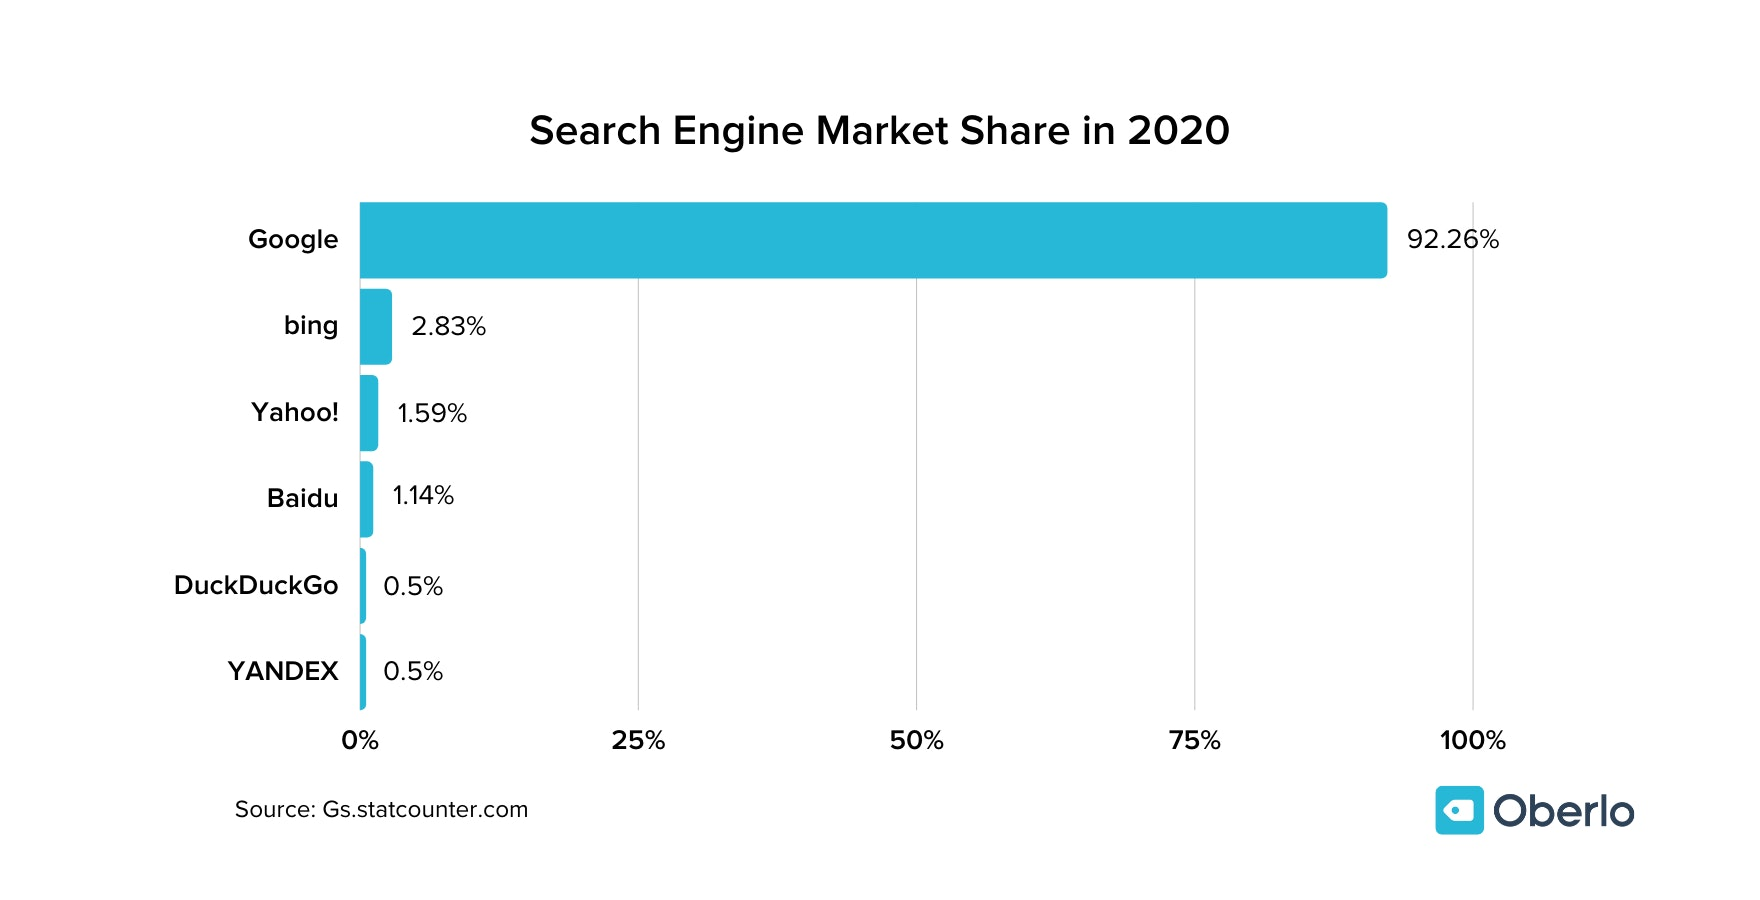 Search Engine Market Share in 2020
Google 92.26%
bing 2.83%
Yahoo! 1.59%
Baidu 1.14%
DuckDuckGo 0.5%
YANDEX 0.5%
0% 25% 50% 75% 100%
Source: Gs.statcounter.com
Oberlo